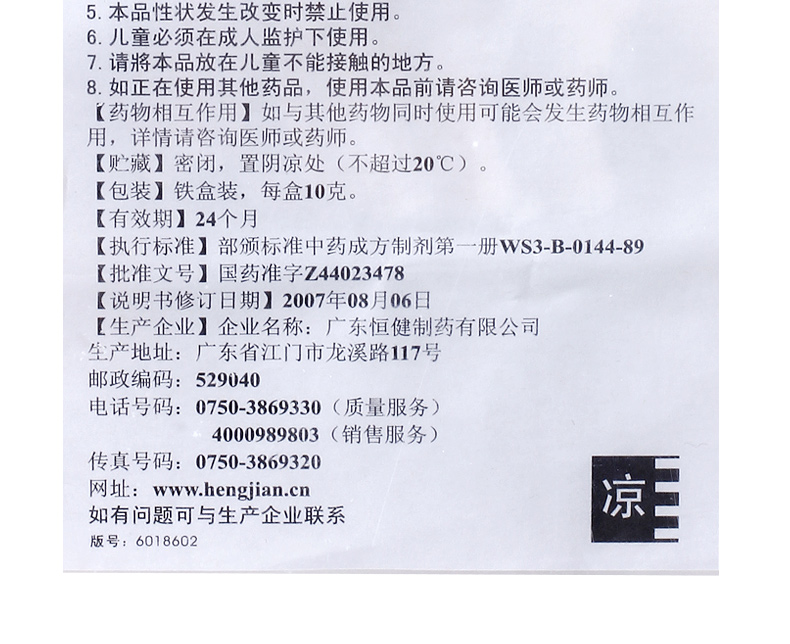 5. 本品性状发生改变时禁止使用。
6. 儿童必须在成人监护下使用。
7. 请將本品放在儿童不能接触的地方。
8. 如正在使用其他药品，使用本品前请咨询医师或药师。
【药物相互作用】如与其他药物同时使用可能会发生药物相互作
用，详情请咨询医师或药师。
【贮藏】密闭，置阴凉处（不超过20℃）。
【包装】铁盒装，每盒10克。
【有效期】24个月
【执行标准】部颁标准中药成方制剂第一册WS3-B-0144-89
【批准文号】国药准字Z44023478
【说明书修订日期】2007年08月06日
【生产企业】企业名称：广东恒健制药有限公司
生产地址：广东省江门市龙溪路117号
邮政编码：529040
电话号码：0750-3869330（质量服务）
4000989803（销售服务）
传真号码：0750-3869320
网址：www.hengjian.cn
如有问题可与生产企业联系
版号：6018602
凉